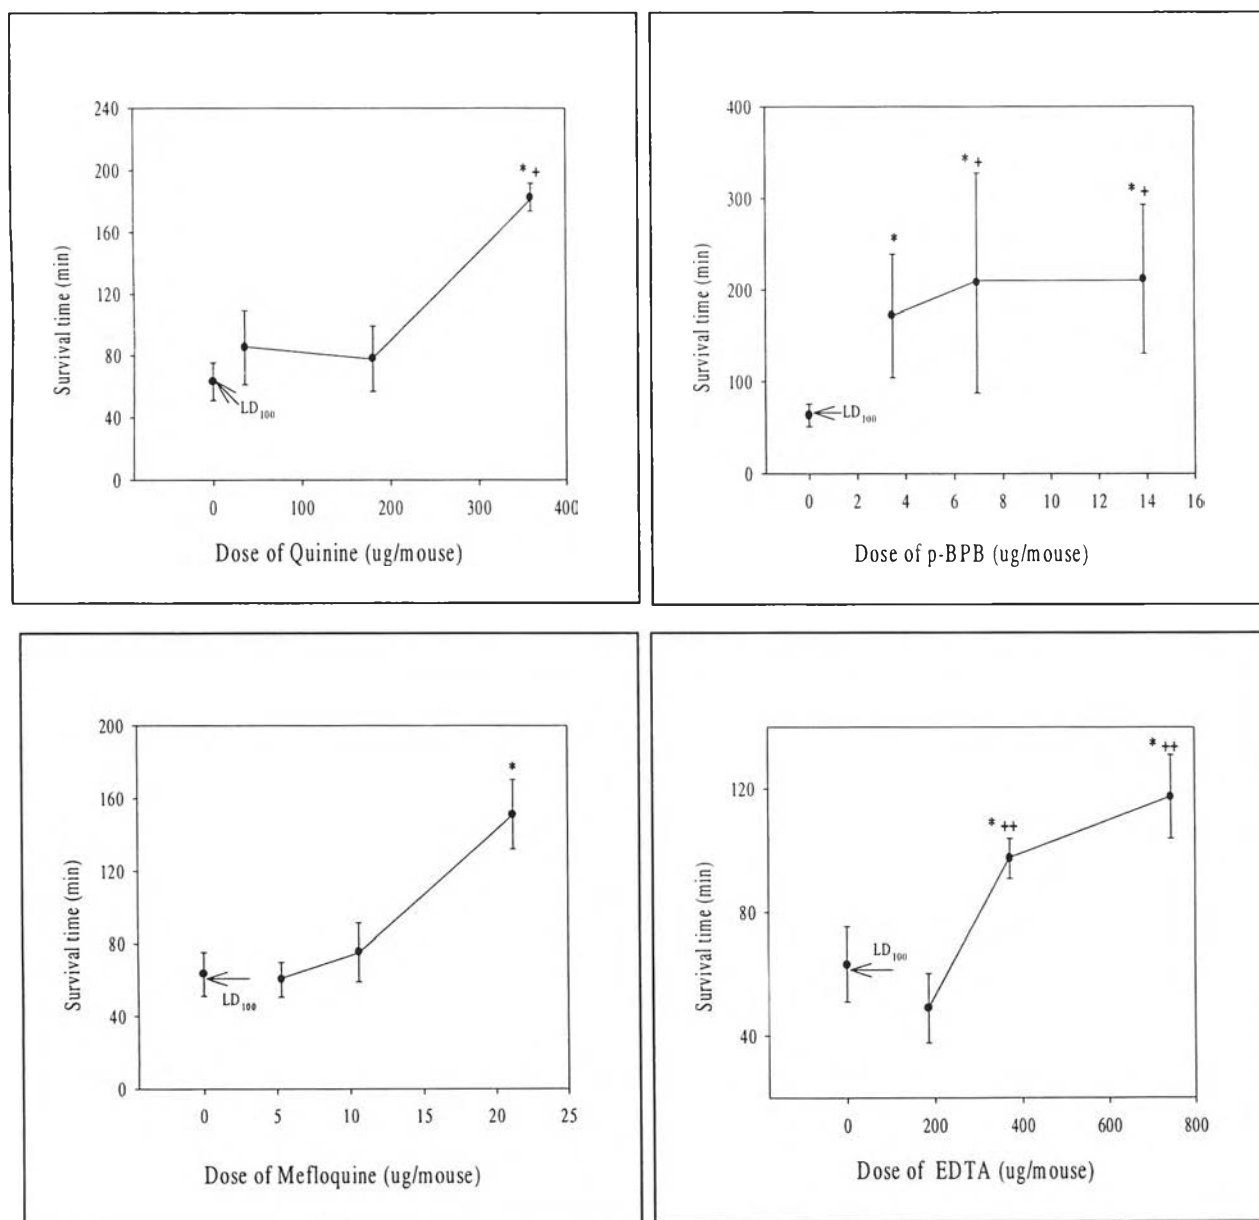 240
200
160
120
80
40
0
Survival time (min)
* +
LD100
0 100 200 300 400
Dose of Quinine (ug/mouse)
400
300
200
100
0
Survival time (min)
*
* +
* +
LD100
0 2 4 6 8 10 12 14 16
Dose of p-BPB (ug/mouse)
200
160
120
80
40
0
Survival time (min)
*
LD100
0 5 10 15 20 25
Dose of Mefloquine (ug/mouse)
120
80
40
Survival time (min)
* ++
* ++
LD100
0 200 400 600 800
Dose of EDTA (ug/mouse)